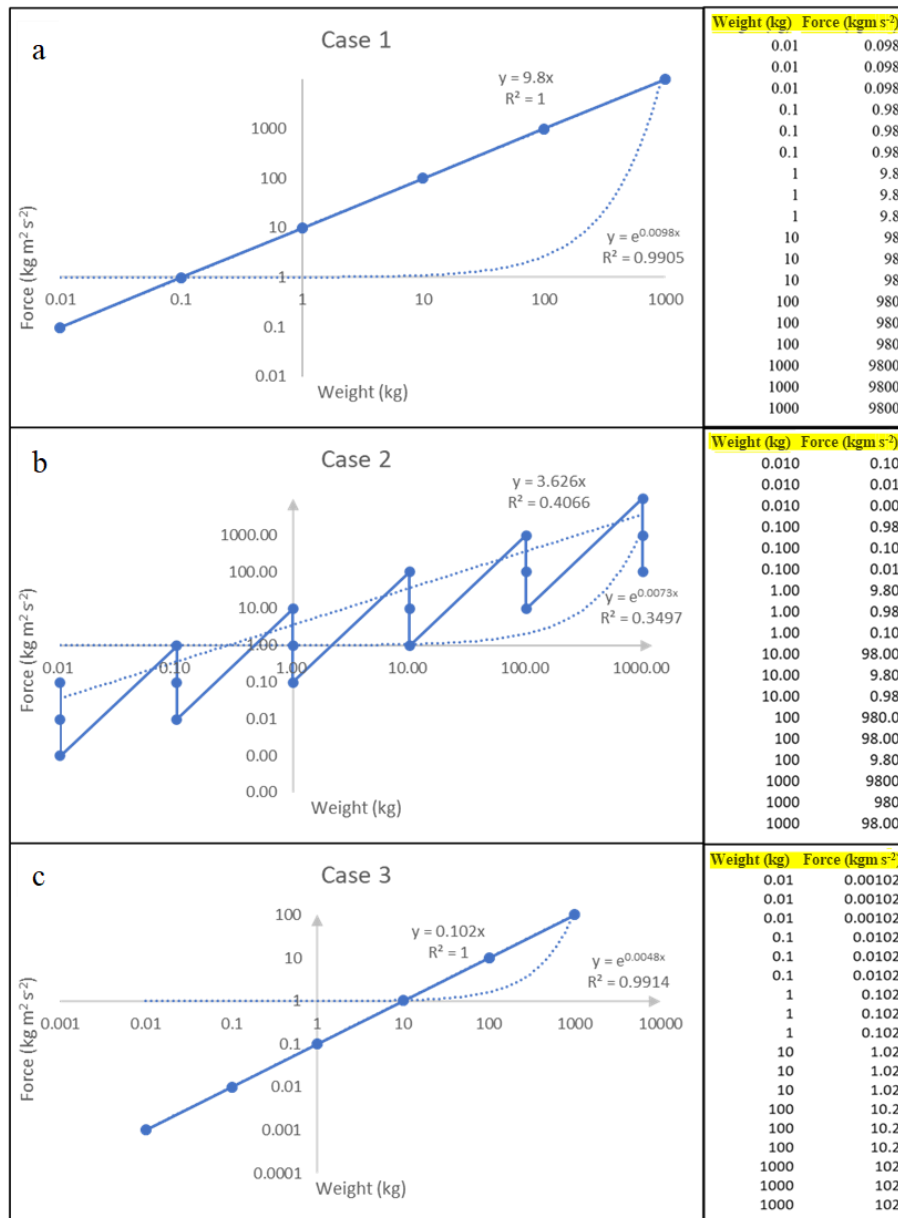 a
Case 1
y = 9.8x
R² = 1
1000
100
10
1
0.1
0.01
Force (kg m² s⁻²)
y = e^0.0098x
R² = 0.9905
0.01 0.1 1 10 100 1000
Weight (kg)
Weight (kg) Force (kgm s⁻²)
0.01 0.098
0.01 0.098
0.01 0.098
0.1 0.98
0.1 0.98
0.1 0.98
1 9.8
1 9.8
1 9.8
10 98
10 98
10 98
100 980
100 980
100 980
1000 9800
1000 9800
1000 9800
b
Case 2
y = 3.626x
R² = 0.4066
1000.00
100.00
10.00
1.00
0.10
0.01
0.00
0.00
Force (kg m² s⁻²)
y = e^0.0073x
R² = 0.3497
0.01 0.10 1.00 10.00 100.00 1000.00
Weight (kg)
Weight (kg) Force (kgm s⁻²)
0.010 0.10
0.010 0.01
0.010 0.00
0.100 0.98
0.100 0.10
0.100 0.01
1.00 9.80
1.00 0.98
1.00 0.10
10.00 98.00
10.00 9.80
10.00 0.98
100 980.0
100 98.00
100 9.80
1000 9800
1000 980
1000 98.00
c
Case 3
y = 0.102x
R² = 1
100
10
1
0.1
0.01
0.001
0.0001
Force (kg m² s⁻²)
y = e^0.0048x
R² = 0.9914
0.001 0.01 0.1 1 10 100 1000 10000
Weight (kg)
Weight (kg) Force (kgm s⁻²)
0.01 0.00102
0.01 0.00102
0.01 0.00102
0.1 0.0102
0.1 0.0102
0.1 0.0102
1 0.102
1 0.102
1 0.102
10 1.02
10 1.02
10 1.02
100 10.2
100 10.2
100 10.2
1000 102
1000 102
1000 102